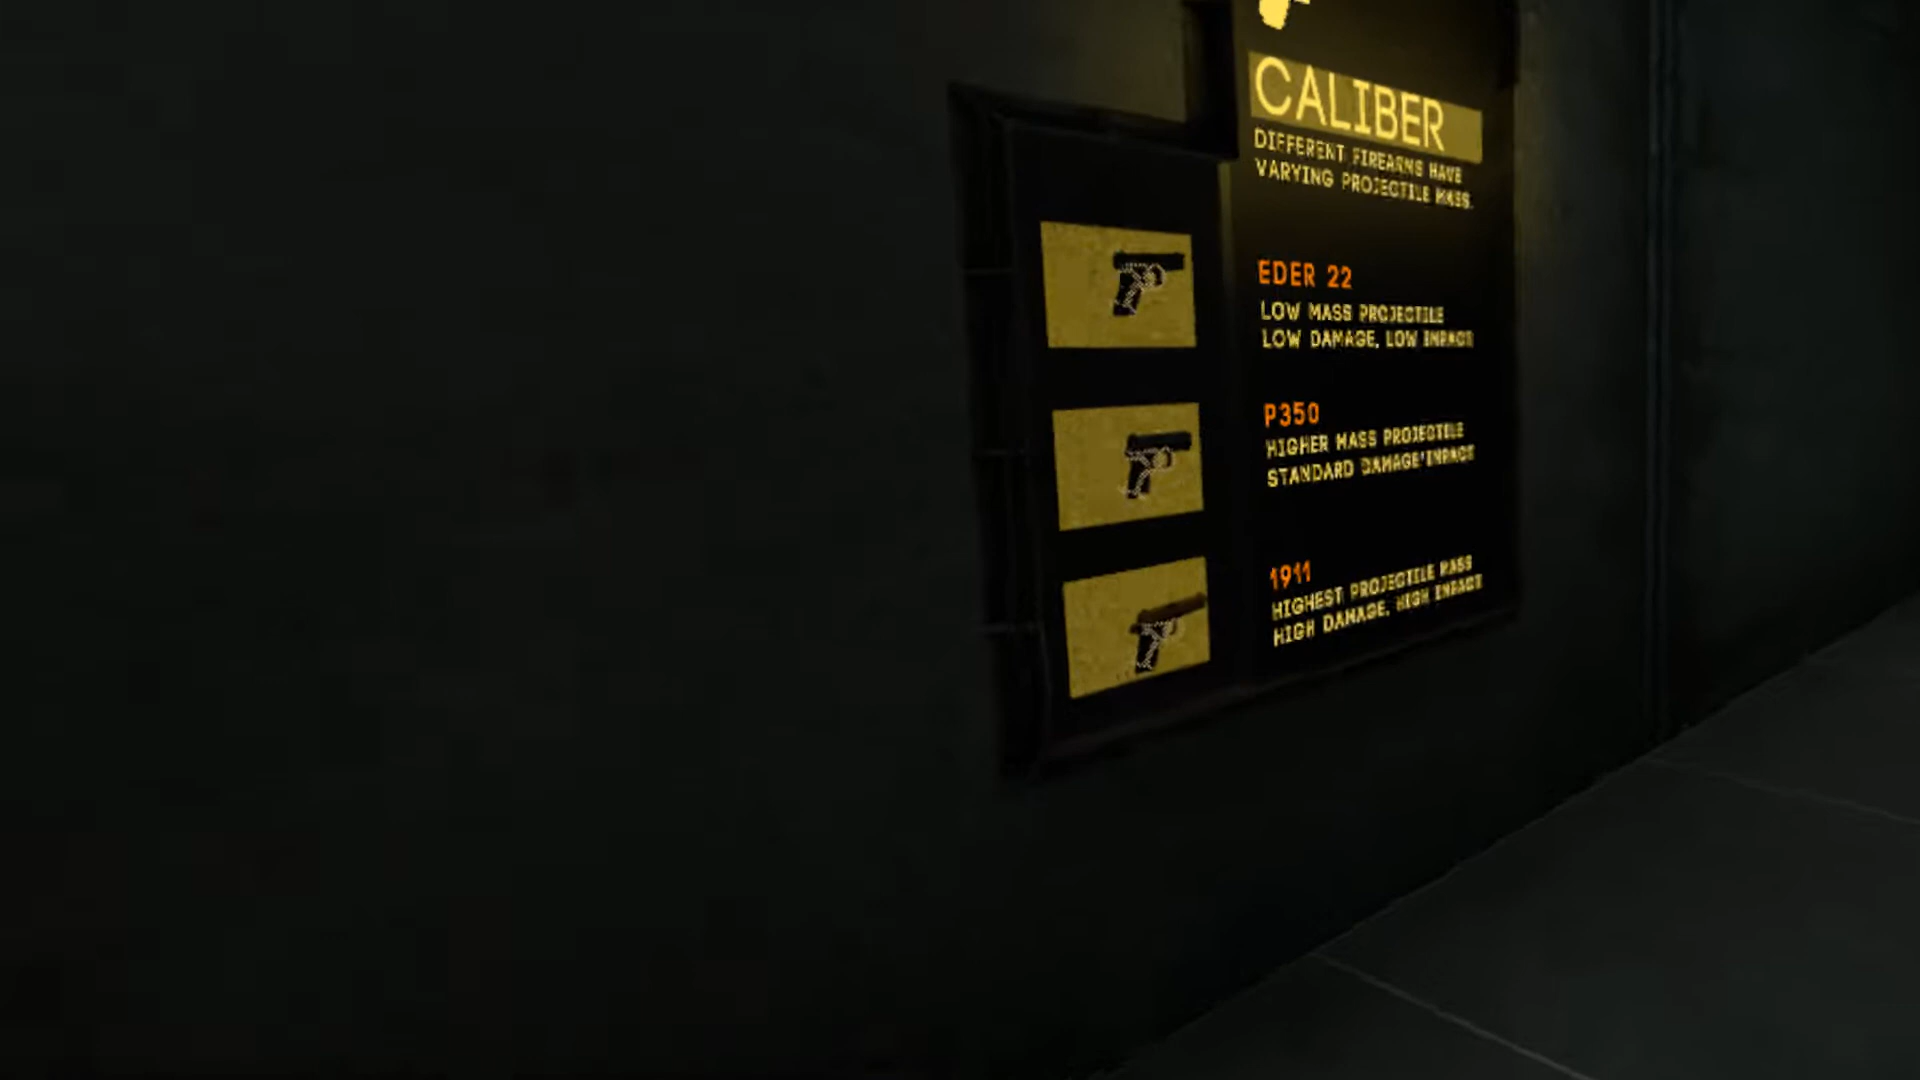 CALIBER
DIFFERENT FIREARMS HAVE
VARYING PROJECTILE MASS.
EDER 22
LOW MASS PROJECTILE
LOW DAMAGE, LOW IMPACT
P350
HIGHER MASS PROJECTILE
STANDARD DAMAGE/IMPACT
1911
HIGHEST PROJECTILE MASS
HIGH DAMAGE, HIGH IMPACT